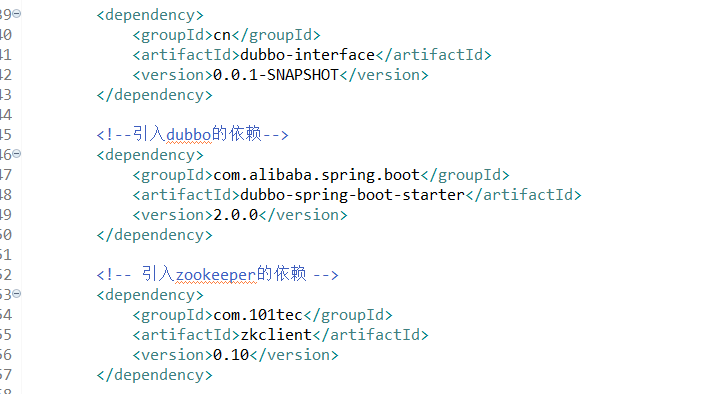 39 <dependency>
40 <groupId>cn</groupId>
41 <artifactId>dubbo-interface</artifactId>
42 <version>0.0.1-SNAPSHOT</version>
43 </dependency>
44
45 <!--引入dubbo的依赖-->
46 <dependency>
47 <groupId>com.alibaba.spring.boot</groupId>
48 <artifactId>dubbo-spring-boot-starter</artifactId>
49 <version>2.0.0</version>
50 </dependency>
51
52 <!-- 引入zookeeper的依赖 -->
53 <dependency>
54 <groupId>com.101tec</groupId>
55 <artifactId>zkclient</artifactId>
56 <version>0.10</version>
57 </dependency>